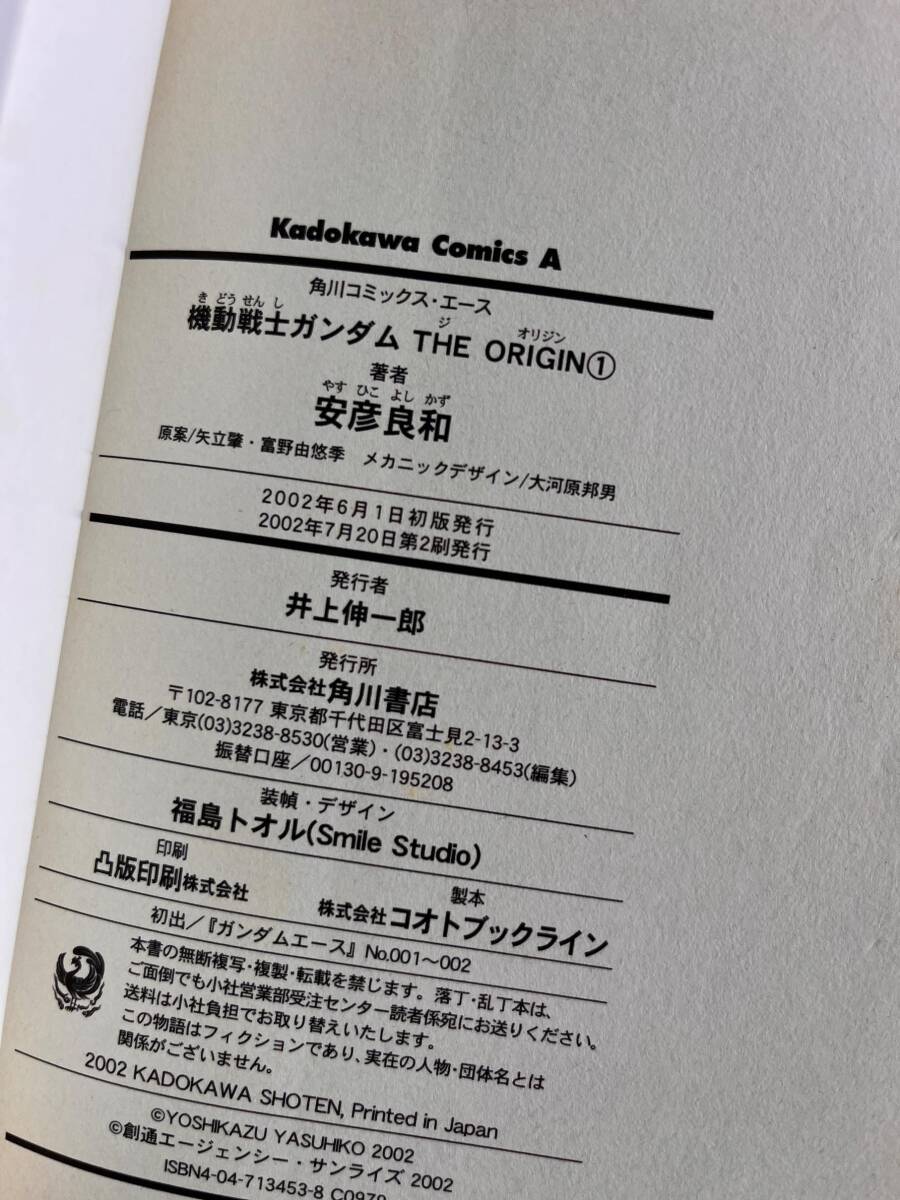 Kadokawa Comics A
角川コミックス・エース
きどうせんし ジ オリジン
機動戦士ガンダム THE ORIGIN①
著者
やす ひこ よし かず
安彦良和
原案/矢立肇・富野由悠季 メカニックデザイン/大河原邦男
2002年6月1日初版発行
2002年7月20日第2刷発行
発行者
井上伸一郎
発行所
株式会社角川書店
〒102-8177 東京都千代田区富士見2-13-3
電話/東京(03)3238-8530(営業)・(03)3238-8453(編集)
振替口座/00130-9-195208
装幀・デザイン
福島トオル(Smile Studio)
印刷
凸版印刷株式会社
製本
株式会社コオトブックライン
初出/『ガンダムエース』No.001〜002
本書の無断複写・複製・転載を禁じます。落丁・乱丁本は、
ご面倒でも小社営業部受注センター読者係宛にお送りください。
送料は小社負担でお取り替えいたします。
この物語はフィクションであり、実在の人物・団体名とは
関係がございません。
2002 KADOKAWA SHOTEN, Printed in Japan
©YOSHIKAZU YASUHIKO 2002
©創通エージェンシー・サンライズ 2002
ISBN4-04-713453-8 C0979